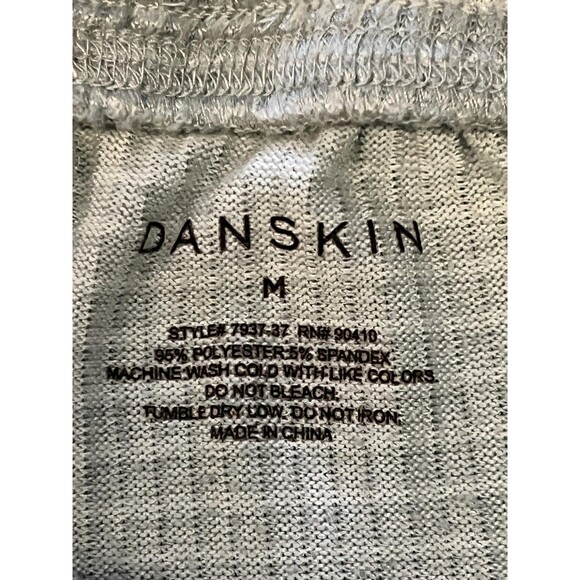 DANSKIN
M
STYLE# 7937-37 RN# 90410
95% POLYESTER 5% SPANDEX
MACHINE WASH COLD WITH LIKE COLORS.
DO NOT BLEACH.
TUMBLE DRY LOW. DO NOT IRON.
MADE IN CHINA